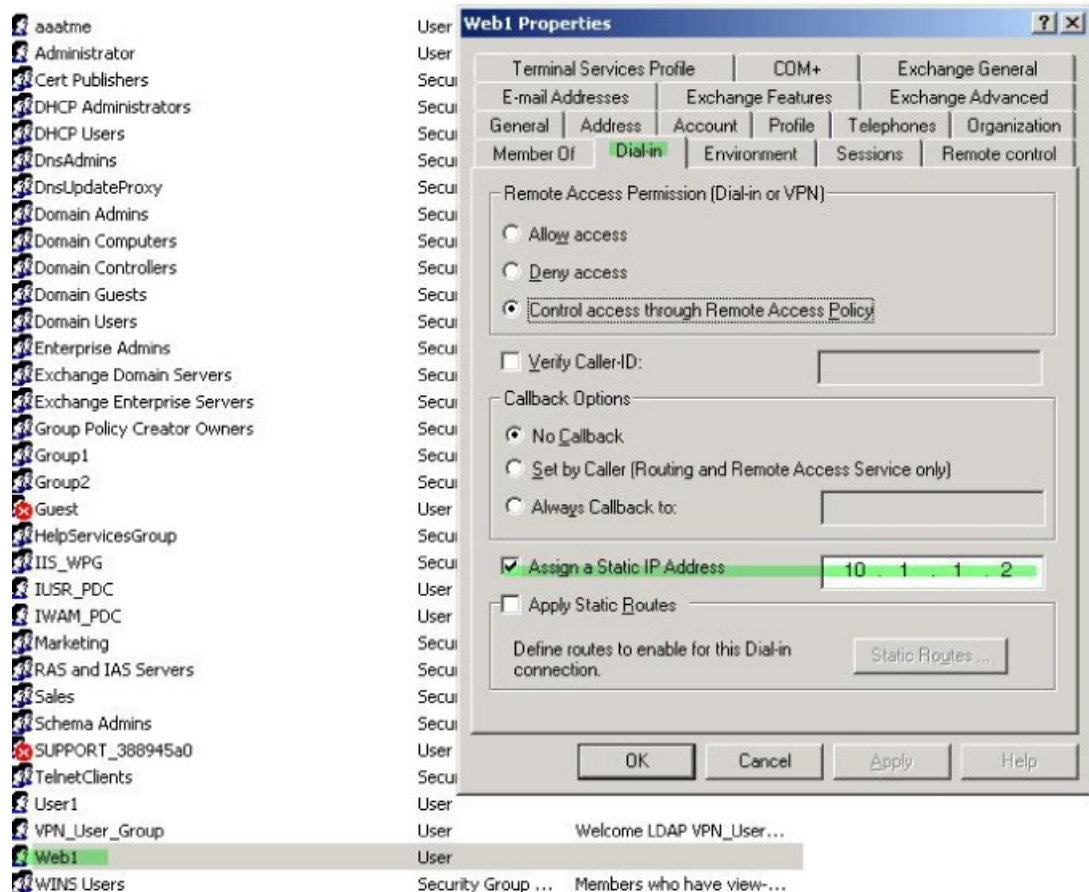 aaatme User
Administrator User
Cert Publishers Secu
DHCP Administrators Secu
DHCP Users Secu
DnsAdmins Secu
DnsUpdateProxy Secu
Domain Admins Secu
Domain Computers Secu
Domain Controllers Secu
Domain Guests Secu
Domain Users Secu
Enterprise Admins Secu
Exchange Domain Servers Secu
Exchange Enterprise Servers Secu
Group Policy Creator Owners Secu
Group1 Secu
Group2 Secu
Guest User
HelpServicesGroup Secu
IIS_WPG Secu
IUSR_PDC User
IWAM_PDC User
Marketing Secu
RAS and IAS Servers Secu
Sales Secu
Schema Admins Secu
SUPPORT_388945a0 User
TelnetClients Secu
User1 User
VPN_User_Group User Welcome LDAP VPN_User...
Web1 User
WINS Users Security Group ... Members who have view-...
Web1 Properties
Terminal Services Profile COM+ Exchange General
E-mail Addresses Exchange Features Exchange Advanced
General Address Account Profile Telephones Organization
Member Of Dial-in Environment Sessions Remote control
Remote Access Permission (Dial-in or VPN)
Allow access
Deny access
Control access through Remote Access Policy
Verify Caller-ID:
Callback Options
No Callback
Set by Caller (Routing and Remote Access Service only)
Always Callback to:
Assign a Static IP Address 10 . 1 . 1 . 2
Apply Static Routes
Define routes to enable for this Dial-in
connection.
Static Routes ...
OK Cancel Apply Help